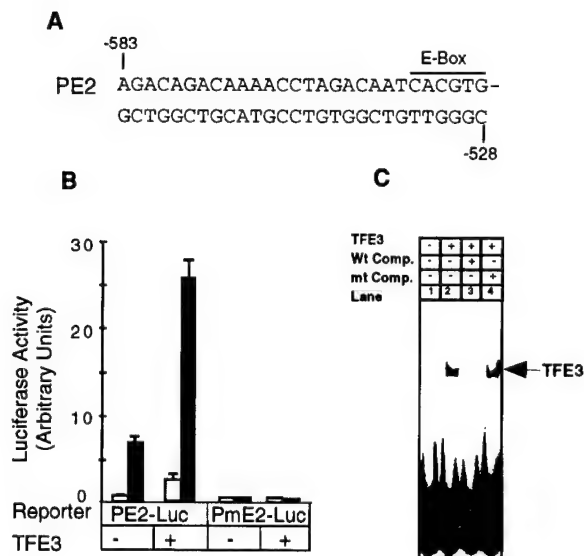 A
-583
E-Box
PE2 AGACAGACAAAACCTAGACAATCACGTG-
GCTGGCTGCATGCCTGTGGCTGTTGGGC
-528
B
30
20
10
0
Luciferase Activity
(Arbitrary Units)
Reporter PE2-Luc PmE2-Luc
TFE3 - + - +
C
TFE3 - + + +
Wt Comp. - - + -
mt Comp. - - - +
Lane 1 2 3 4
TFE3